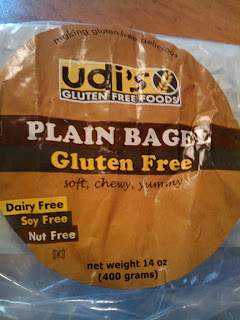 making gluten-free delicious
udi's
GLUTEN FREE FOODS
PLAIN BAGEL
Gluten Free
soft, chewy, yummy
Dairy Free
Soy Free
Nut Free
K
net weight 14 oz
(400 grams)